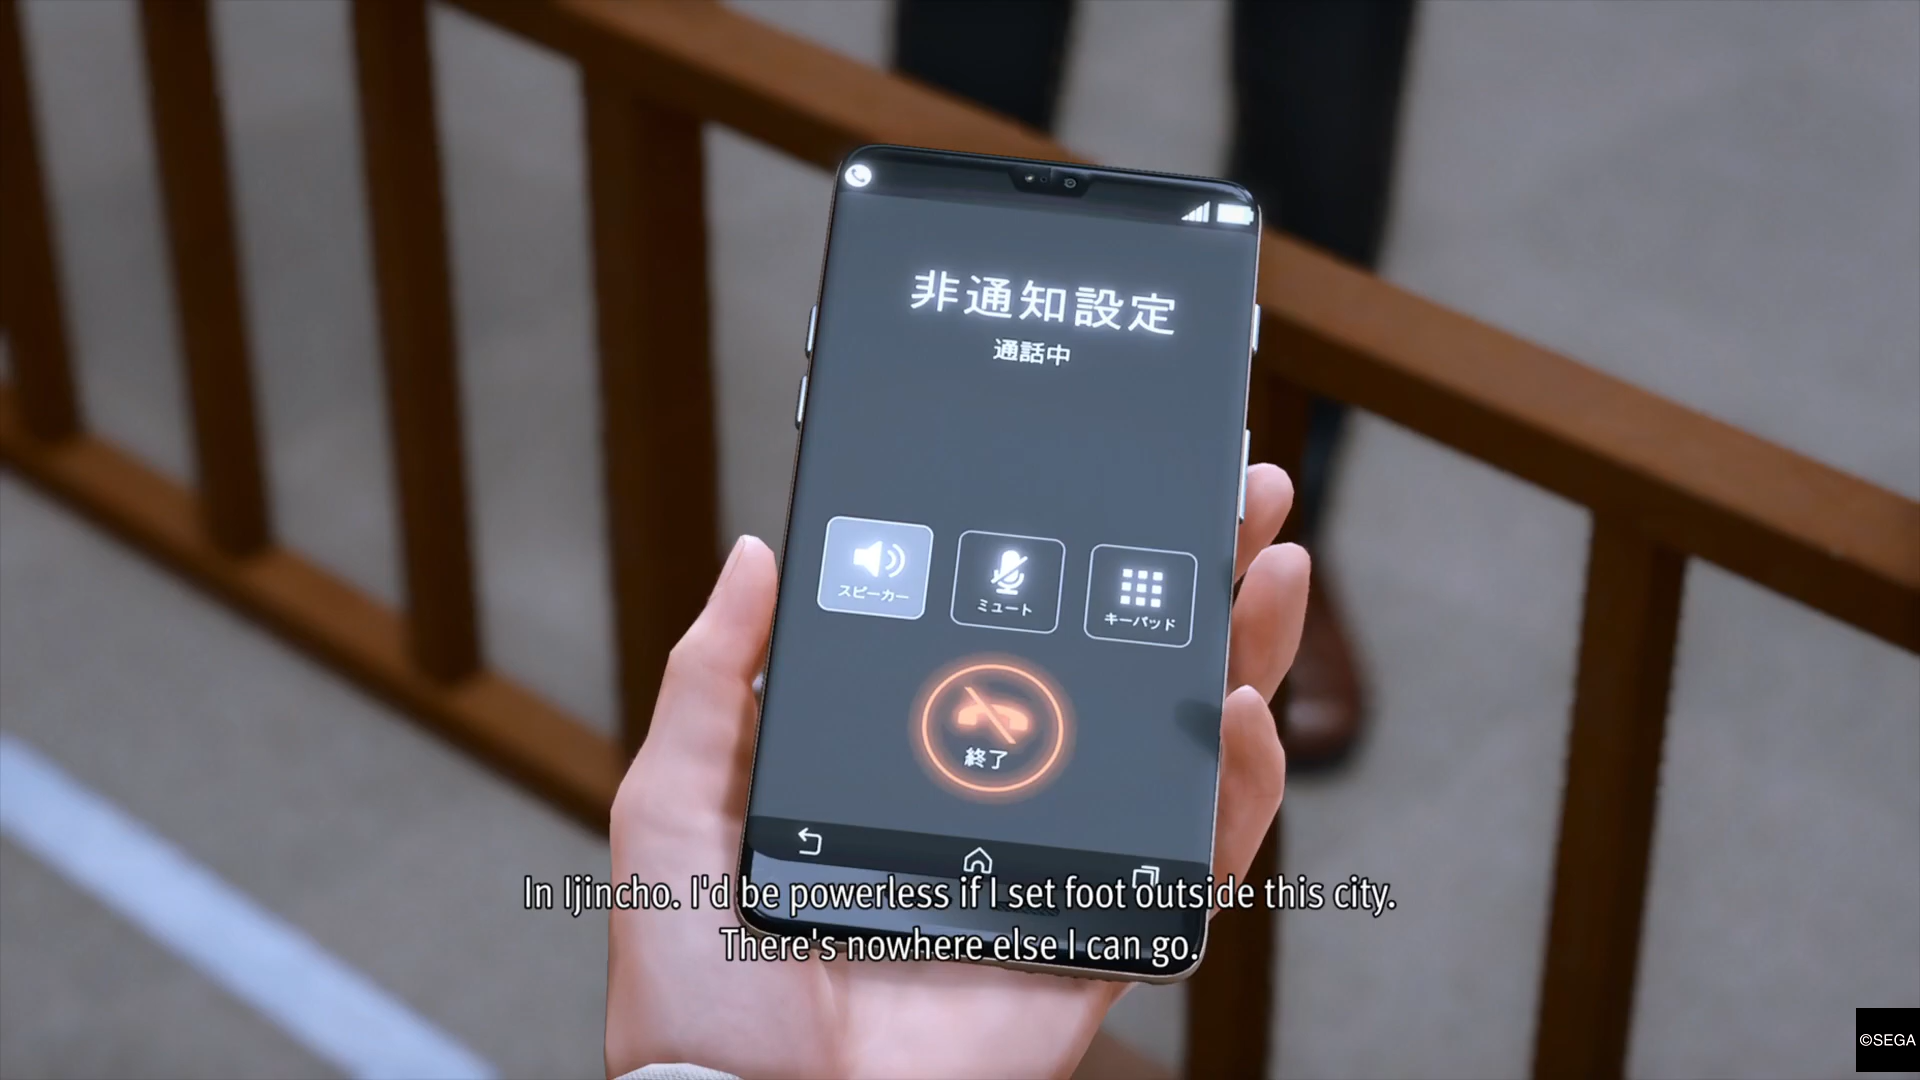 非通知設定
通話中
スピーカー
ミュート
キーパッド
終了
In Ijincho. I'd be powerless if I set foot outside this city.
There's nowhere else I can go.
©SEGA